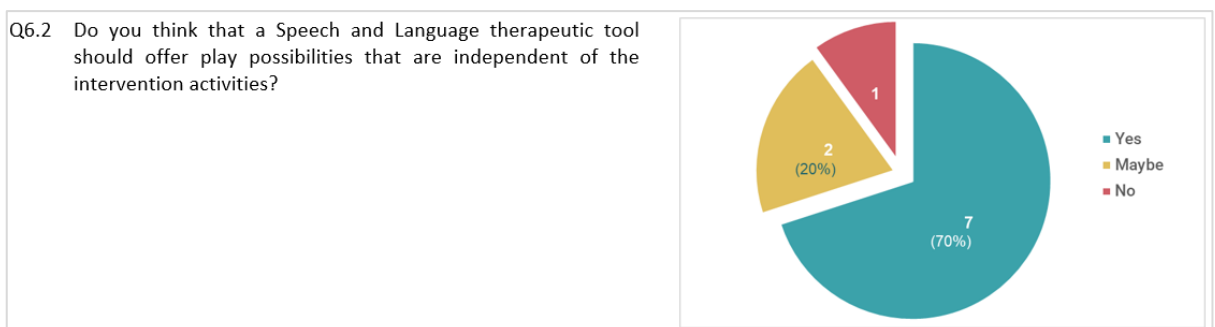 Q6.2 Do you think that a Speech and Language therapeutic tool
should offer play possibilities that are independent of the
intervention activities?
1
2
(20%)
7
(70%)
Yes
Maybe
No